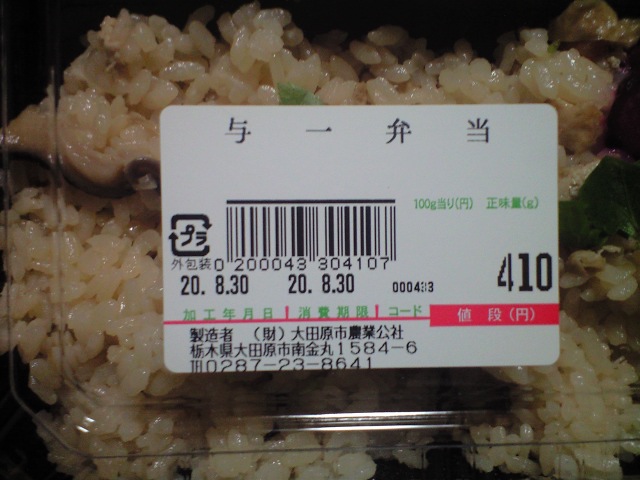 与一弁当
100g当り(円) 正味量(g)
プラ
外包装 0 200043 304107
20. 8.30 20. 8.30 000433 410
加工年月日 消費期限 コード 値段(円)
製造者 (財)大田原市農業公社
栃木県大田原市南金丸1584-6
℡0287-23-8641